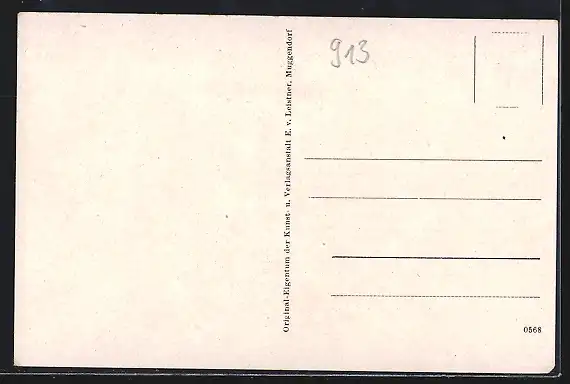 913
Original-Eigentum der Kunst- u. Verlagsanstalt E. v. Leistner, Muggendorf
0568